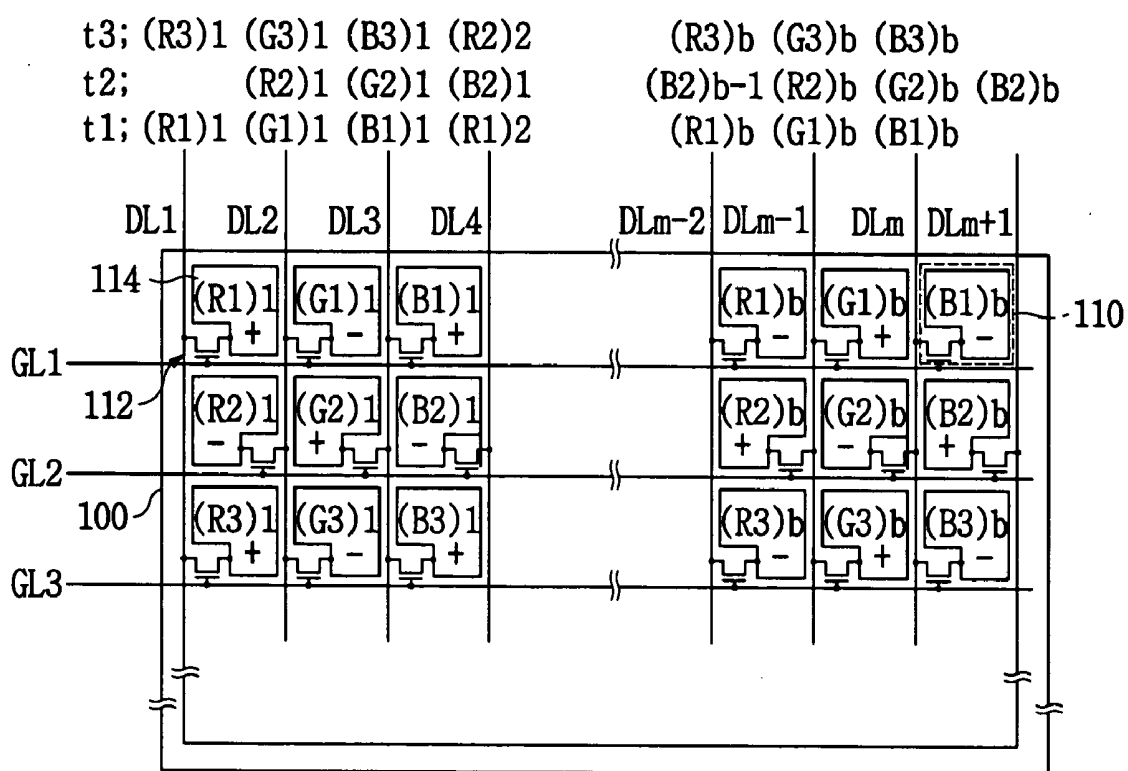 t3; (R3)1 (G3)1 (B3)1 (R2)2 (R3)b (G3)b (B3)b
t2; (R2)1 (G2)1 (B2)1 (B2)b-1 (R2)b (G2)b (B2)b
t1; (R1)1 (G1)1 (B1)1 (R1)2 (R1)b (G1)b (B1)b
DL1 DL2 DL3 DL4 DLm-2 DLm-1 DLm DLm+1
114 (R1)1 (G1)1 (B1)1 (R1)b (G1)b (B1)b 110
+ - + - + -
GL1
112 (R2)1 (G2)1 (B2)1 (R2)b (G2)b (B2)b
- + - + - +
GL2
100 (R3)1 (G3)1 (B3)1 (R3)b (G3)b (B3)b
+ - + - + -
GL3